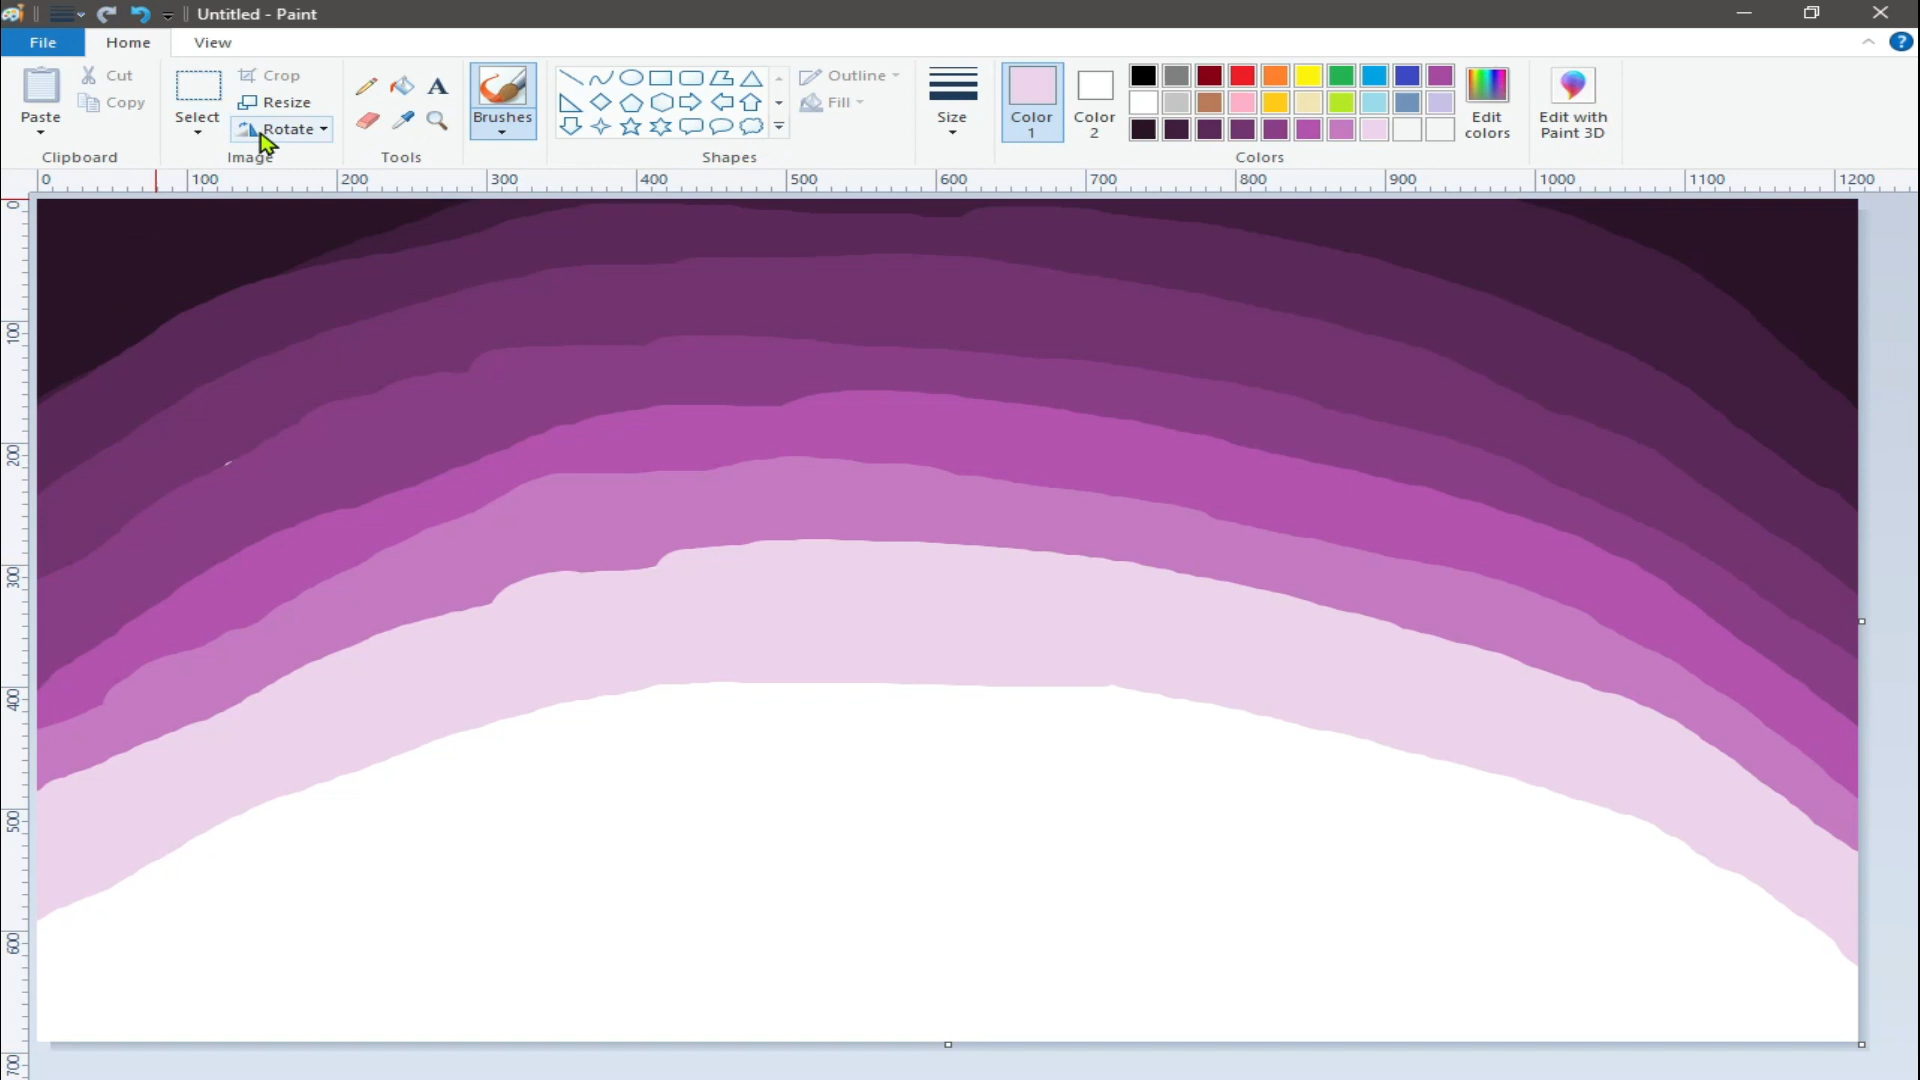 Untitled - Paint
File Home View
Paste
Cut
Copy
Clipboard
Select
Crop
Resize
Rotate
Image
A
Tools
Brushes
Shapes
Outline
Fill
Size
Color
1
Color
2
Colors
Edit
colors
Edit with
Paint 3D
?
0 100 200 300 400 500 600 700 800 900 1000 1100 1200
0
100
200
300
400
500
600
700